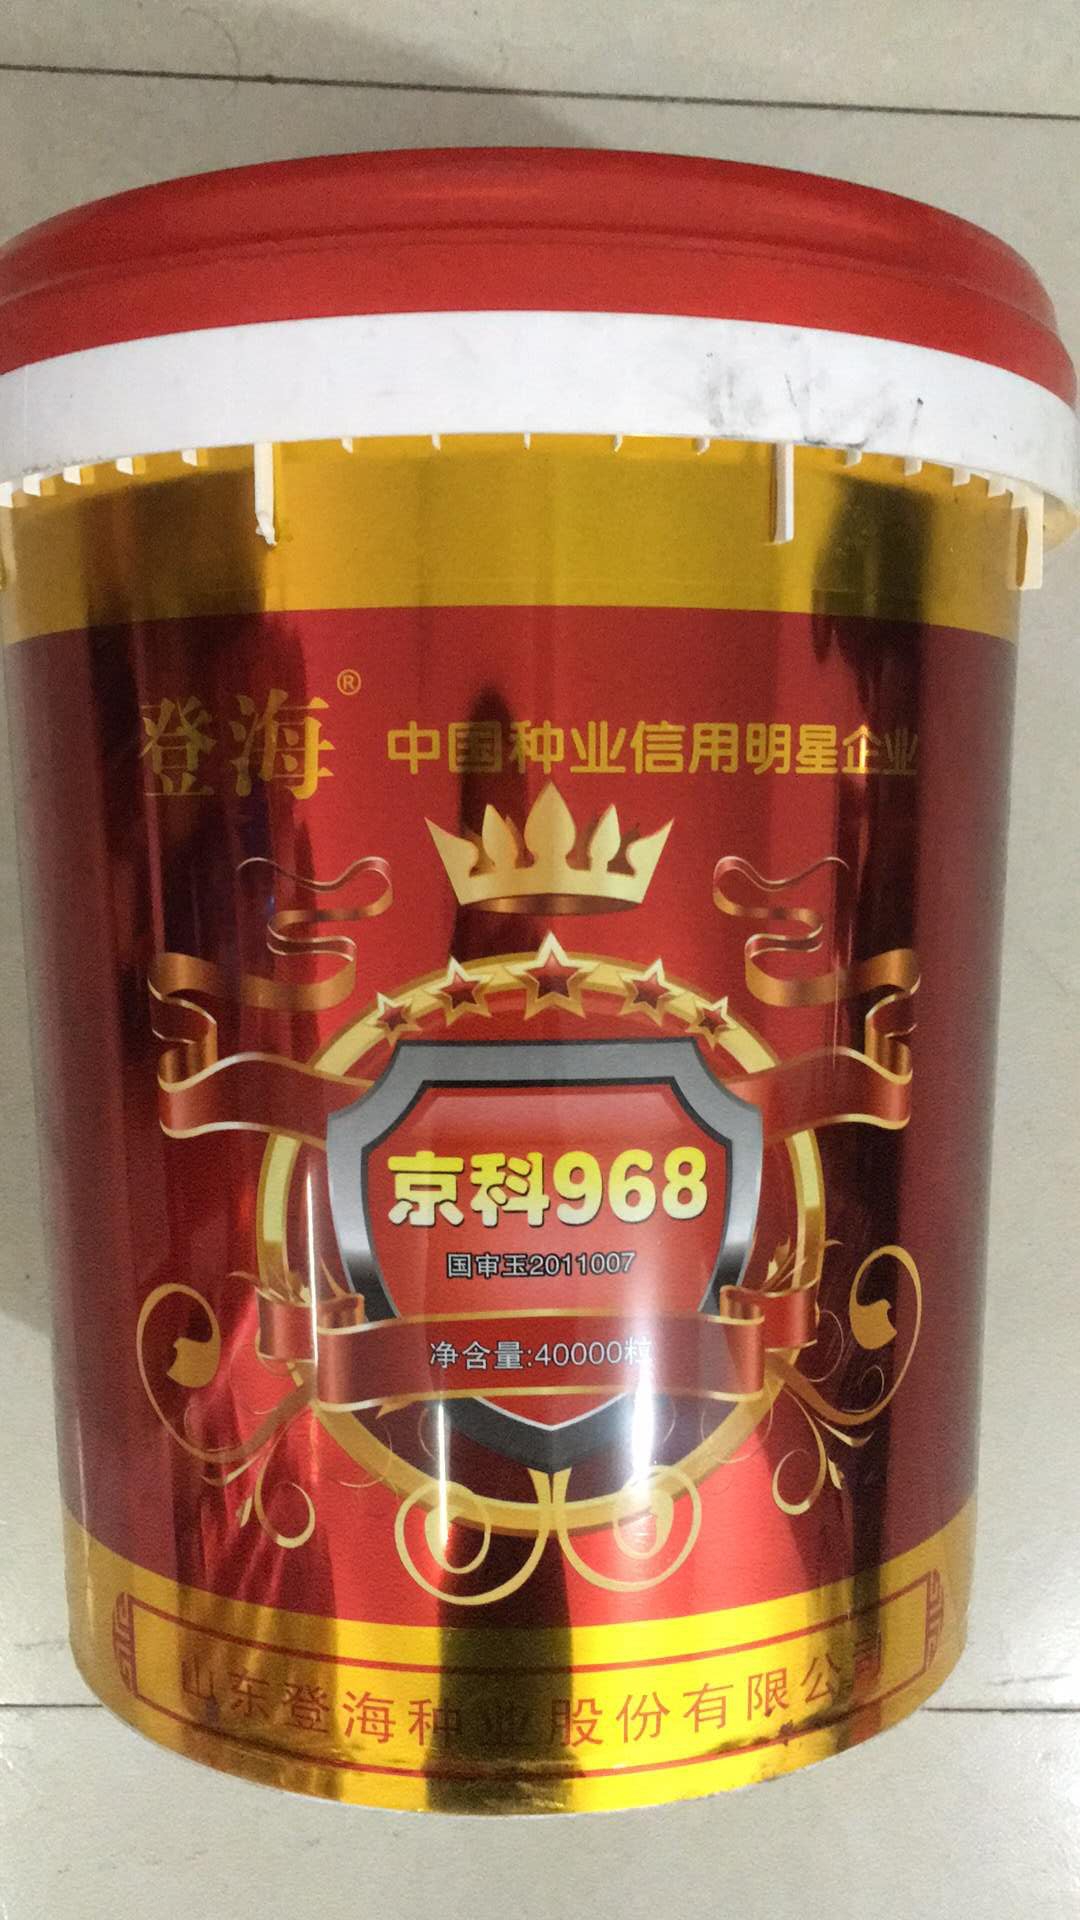 登海®
中国种业信用明星企业
京科968
国审玉2011007
净含量:40000粒
山东登海种业股份有限公司